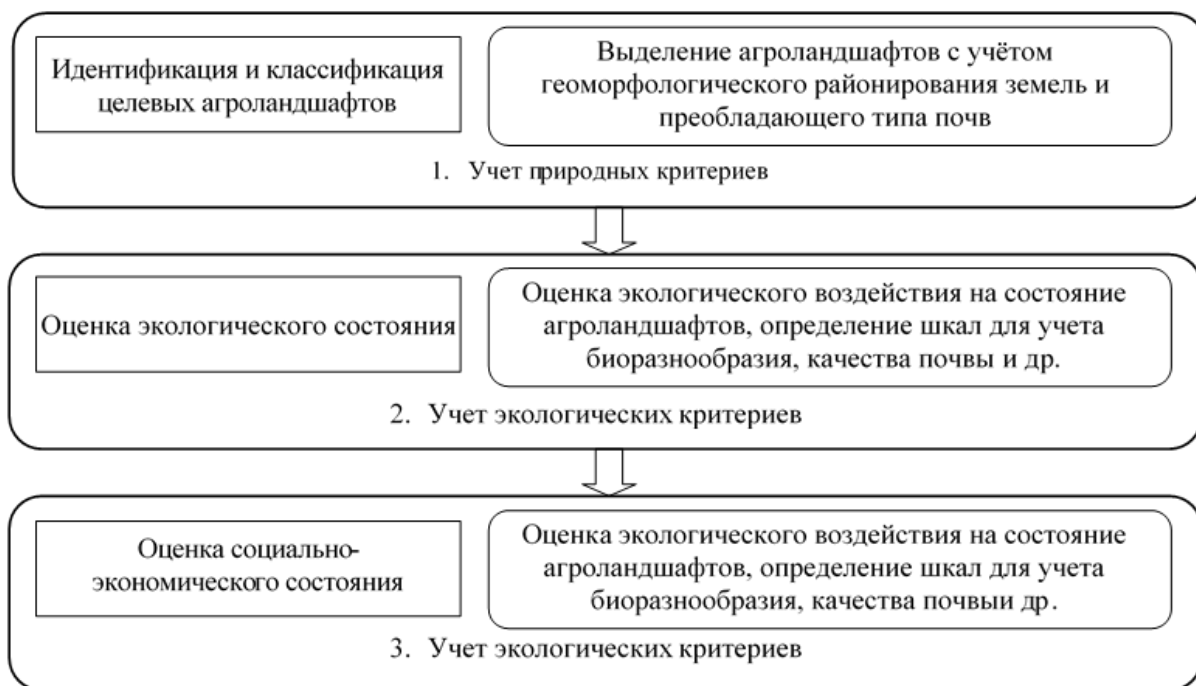 Идентификация и классификация
целевых агроландшафтов
Выделение агроландшафтов с учётом
геоморфологического районирования земель и
преобладающего типа почв
1. Учет природных критериев
Оценка экологического состояния
Оценка экологического воздействия на состояние
агроландшафтов, определение шкал для учета
биоразнообразия, качества почвы и др.
2. Учет экологических критериев
Оценка социально-
экономического состояния
Оценка экологического воздействия на состояние
агроландшафтов, определение шкал для учета
биоразнообразия, качества почвыи др.
3. Учет экологических критериев